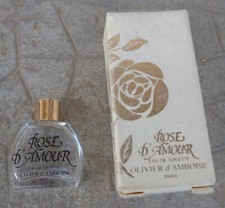 ROSE
D'AMOUR
OLIVIER d'AMBOISE
ROSE
D'AMOUR
EAU DE TOILETTE
OLIVIER d'AMBOISE
PARIS